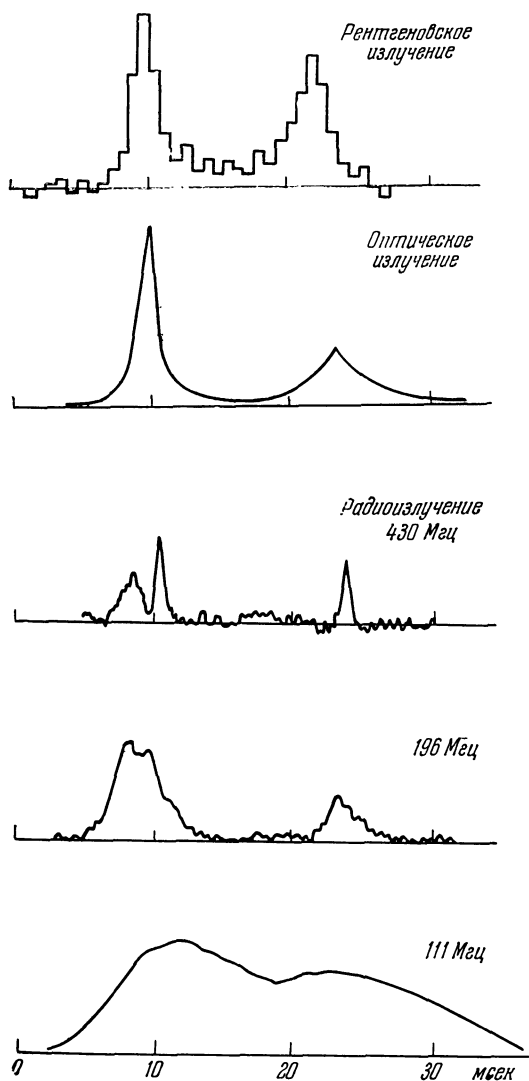 Рентгеновское
излучение
Оптическое
излучение
Радиоизлучение
430 Мгц
196 Мгц
111 Мгц
0 10 20 30 мсек